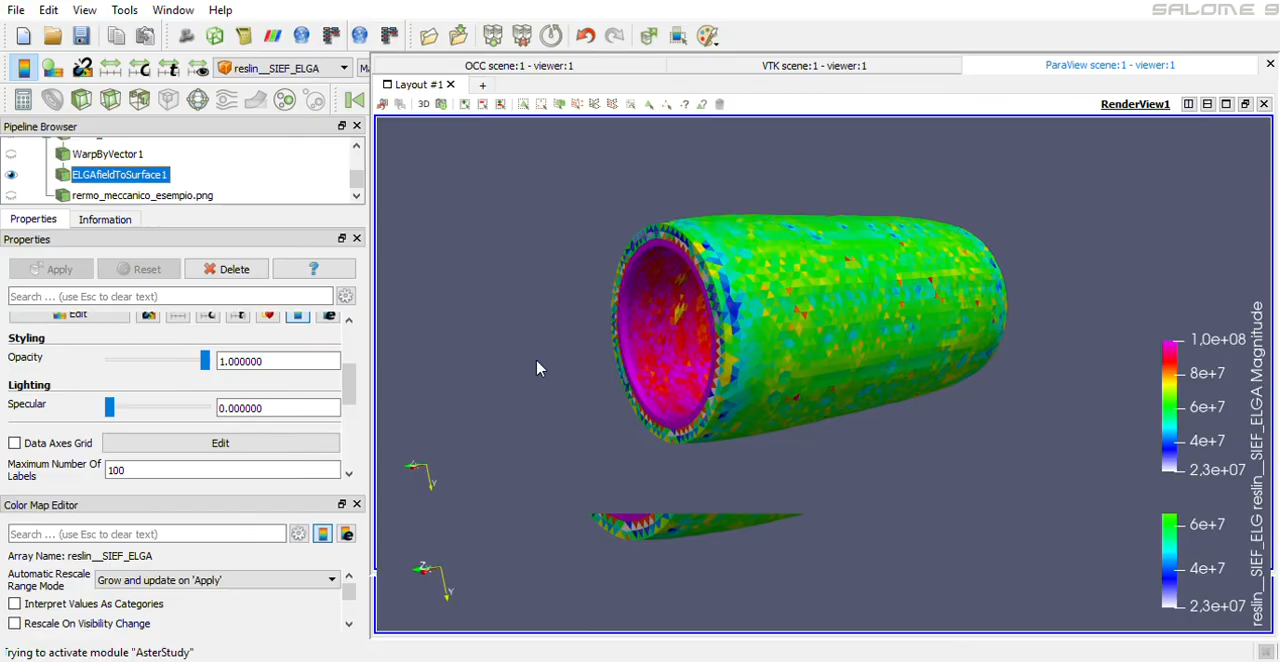 File Edit View Tools Window Help
SALOME 9
reslin__SIEF_ELGA
OCC scene:1 - viewer:1
VTK scene:1 - viewer:1
ParaView scene:1 - viewer:1
Layout #1
3D
RenderView1
Pipeline Browser
WarpByVector1
ELGAfieldToSurface1
rermo_meccanico_esempio.png
Properties Information
Properties
Apply Reset Delete ?
Search ... (use Esc to clear text)
Edit
Styling
Opacity 1.000000
Lighting
Specular 0.000000
Data Axes Grid Edit
Maximum Number Of
Labels
100
Color Map Editor
Search ... (use Esc to clear text)
Array Name: reslin__SIEF_ELGA
Automatic Rescale
Range Mode
Grow and update on 'Apply'
Interpret Values As Categories
Rescale On Visibility Change
Trying to activate module "AsterStudy"
1,0e+08
8e+7
6e+7
4e+7
2,3e+07
reslin__SIEF_ELGA Magnitude
6e+7
4e+7
2,3e+07
reslin__SIEF_ELG
Y
Z
Y